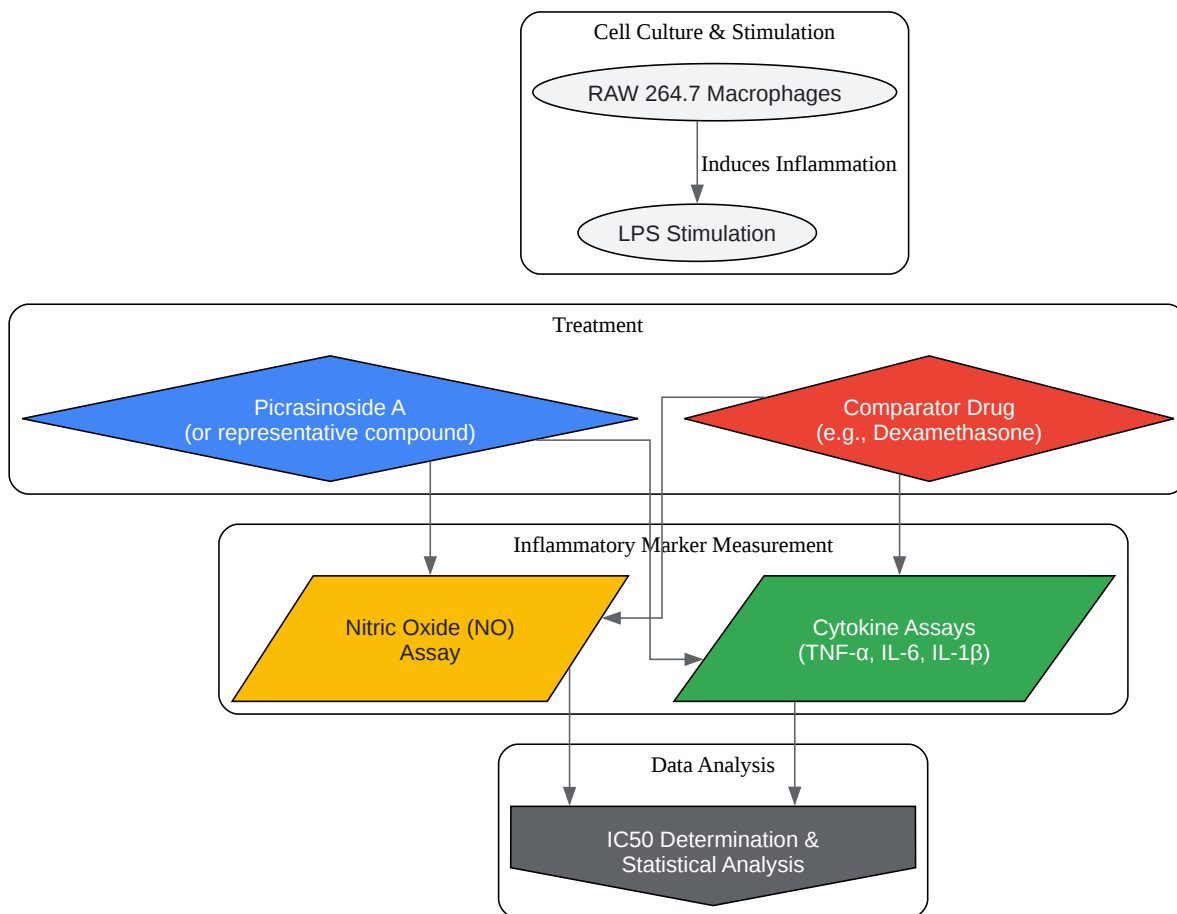 Cell Culture & Stimulation
RAW 264.7 Macrophages
Induces Inflammation
LPS Stimulation
Treatment
Picrasinoside A
(or representative compound)
Comparator Drug
(e.g., Dexamethasone)
Inflammatory Marker Measurement
Nitric Oxide (NO)
Assay
Cytokine Assays
(TNF-α, IL-6, IL-1β)
Data Analysis
IC50 Determination &
Statistical Analysis